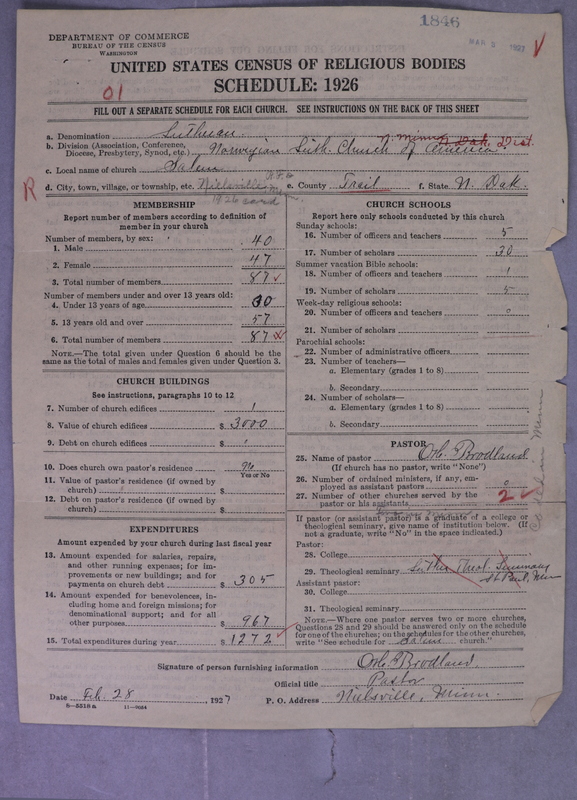 1846
DEPARTMENT OF COMMERCE
BUREAU OF THE CENSUS
WASHINGTON
UNITED STATES CENSUS OF RELIGIOUS BODIES
SCHEDULE: 1926
01
FILL OUT A SEPARATE SCHEDULE FOR EACH CHURCH. SEE INSTRUCTIONS ON THE BACK OF THIS SHEET
a. Denomination Lutheran
N. Minn. N. Dak. Dist.
b. Division (Association, Conference, Diocese, Presbytery, Synod, etc.) Norwegian Luth. Church of America
c. Local name of church Salem
R
d. City, town, village, or township, etc. Nielsville Minn. e. County Trail f. State N. Dak.
1926 card
MEMBERSHIP
Report number of members according to definition of
member in your church
Number of members, by sex:
1. Male 40
2. Female 47
3. Total number of members 87
Number of members under and over 13 years old:
4. Under 13 years of age 30
5. 13 years old and over 57
6. Total number of members 87
NOTE.—The total given under Question 6 should be the
same as the total of males and females given under Question 3.
CHURCH BUILDINGS
See instructions, paragraphs 10 to 12
7. Number of church edifices 1
8. Value of church edifices $ 3000
9. Debt on church edifices $
10. Does church own pastor's residence No
Yes or No
11. Value of pastor's residence (if owned by
church) $
12. Debt on pastor's residence (if owned by
church) $
EXPENDITURES
Amount expended by church during last fiscal year
13. Amount expended for salaries, repairs,
and other running expenses; for im-
provements or new buildings; and for
payments on church debt $ 305
14. Amount expended for benevolences, in-
cluding home and foreign missions; for
denominational support; and for all
other purposes $ 967
15. Total expenditures during year $ 1272
CHURCH SCHOOLS
Report here only schools conducted by this church
Sunday schools:
16. Number of officers and teachers 5
17. Number of scholars 30
Summer vacation Bible schools:
18. Number of officers and teachers 1
19. Number of scholars 5
Week-day religious schools:
20. Number of officers and teachers 0
21. Number of scholars
Parochial schools:
22. Number of administrative officers
23. Number of teachers—
a. Elementary (grades 1 to 8)
b. Secondary
24. Number of scholars—
a. Elementary (grades 1 to 8)
b. Secondary
PASTOR
25. Name of pastor Brodland
(If church has no pastor, write "None")
26. Number of ordained ministers, if any, em-
ployed as assistant pastors 0
27. Number of other churches served by the
pastor or his assistants 2
If pastor (or assistant pastor) is a graduate of a college or
theological seminary, give name of institution below. (If
not a graduate, write "No" in the space indicated.)
Pastor:
28. College
29. Theological seminary Luther Theol. Seminary
St. Paul, Minn
Assistant pastor:
30. College
31. Theological seminary
NOTE.—Where one pastor serves two or more churches,
Questions 28 and 29 should be answered only on the schedule
for one of the churches; on the schedules for the other churches,
write "See schedule for Salem church."
Signature of person furnishing information Brodland
Official title Pastor
Date Feb. 28, 1927 P. O. Address Nielsville, Minn.
8—5518 a 11—9084